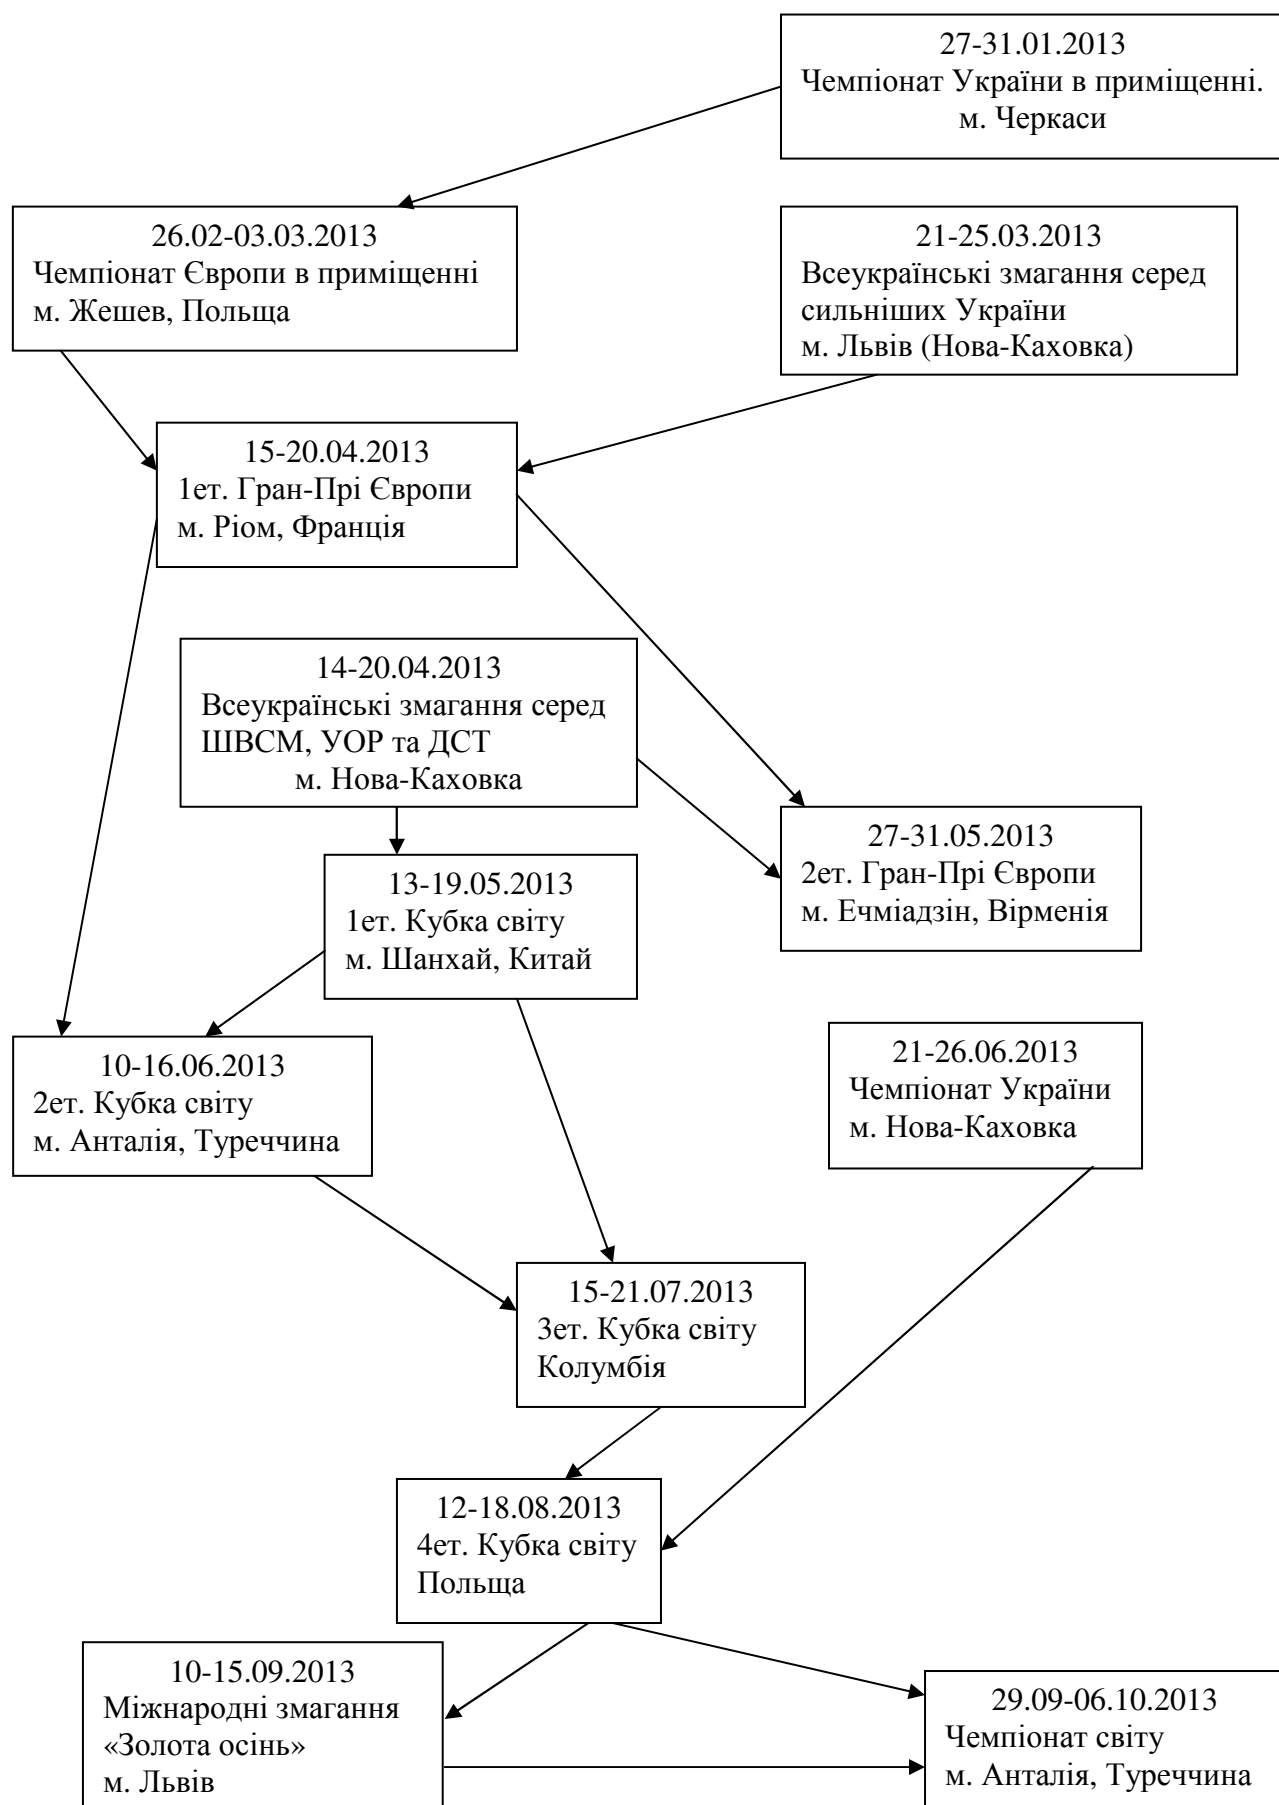 27-31.01.2013
Чемпіонат України в приміщенні.
м. Черкаси
26.02-03.03.2013
Чемпіонат Європи в приміщенні
м. Жешев, Польща
21-25.03.2013
Всеукраїнські змагання серед
сильніших України
м. Львів (Нова-Каховка)
15-20.04.2013
1ет. Гран-Прі Європи
м. Ріом, Франція
14-20.04.2013
Всеукраїнські змагання серед
ШВСМ, УОР та ДСТ
м. Нова-Каховка
27-31.05.2013
2ет. Гран-Прі Європи
м. Ечміадзін, Вірменія
13-19.05.2013
1ет. Кубка світу
м. Шанхай, Китай
10-16.06.2013
2ет. Кубка світу
м. Анталія, Туреччина
21-26.06.2013
Чемпіонат України
м. Нова-Каховка
15-21.07.2013
3ет. Кубка світу
Колумбія
12-18.08.2013
4ет. Кубка світу
Польща
10-15.09.2013
Міжнародні змагання
«Золота осінь»
м. Львів
29.09-06.10.2013
Чемпіонат світу
м. Анталія, Туреччина